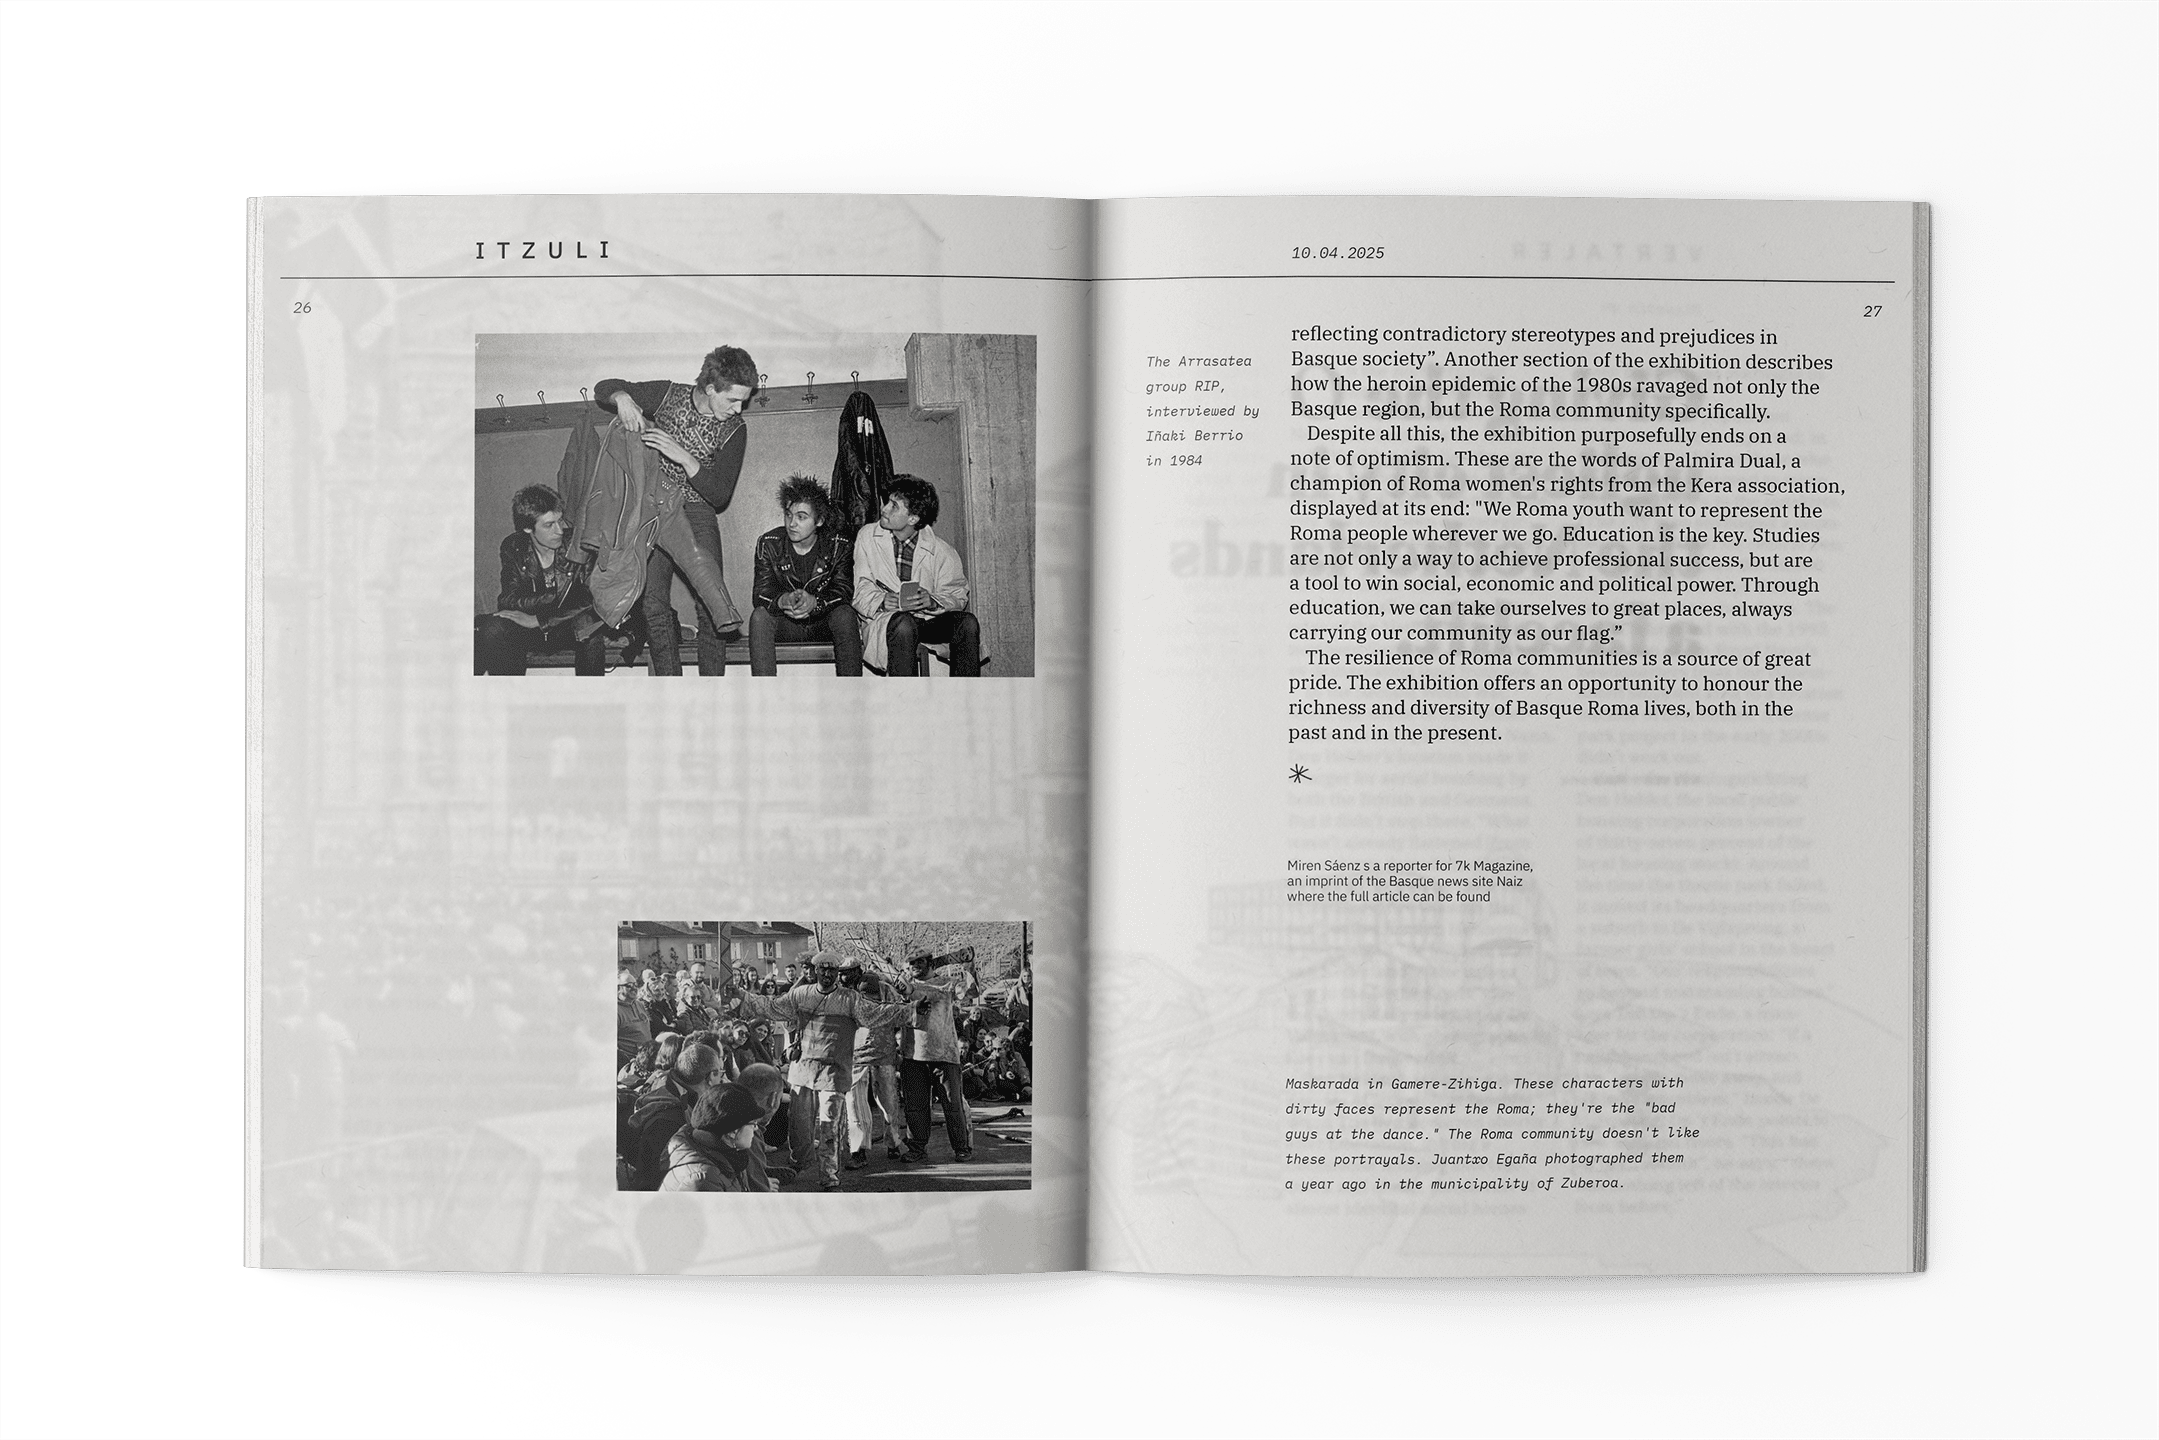 ITZULI
10.04.2025
26
27
The Arrasatea
group RIP,
interviewed by
Iñaki Berrio
in 1984
reflecting contradictory stereotypes and prejudices in
Basque society”. Another section of the exhibition describes
how the heroin epidemic of the 1980s ravaged not only the
Basque region, but the Roma community specifically.
Despite all this, the exhibition purposefully ends on a
note of optimism. These are the words of Palmira Dual, a
champion of Roma women's rights from the Kera association,
displayed at its end: "We Roma youth want to represent the
Roma people wherever we go. Education is the key. Studies
are not only a way to achieve professional success, but are
a tool to win social, economic and political power. Through
education, we can take ourselves to great places, always
carrying our community as our flag.”
The resilience of Roma communities is a source of great
pride. The exhibition offers an opportunity to honour the
richness and diversity of Basque Roma lives, both in the
past and in the present.
Miren Sáenz s a reporter for 7k Magazine,
an imprint of the Basque news site Naiz
where the full article can be found
Maskarada in Gamere-Zihiga. These characters with
dirty faces represent the Roma; they're the "bad
guys at the dance." The Roma community doesn't like
these portrayals. Juantxo Egaña photographed them
a year ago in the municipality of Zuberoa.